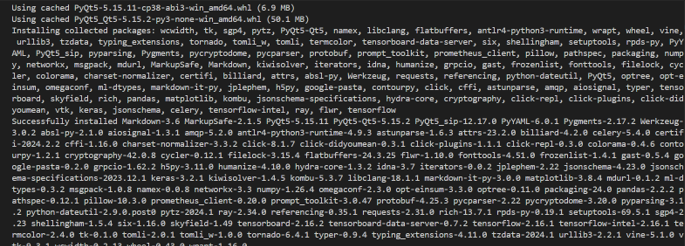 Using cached PyQt5-5.15.11-cp38-abi3-win_amd64.whl (6.9 MB)
Using cached PyQt5_Qt5-5.15.2-py3-none-win_amd64.whl (50.1 MB)
Installing collected packages: wcwidth, tk, sgp4, pytz, PyQt5-Qt5, namex, libclang, flatbuffers, antlr4-python3-runtime, wrapt, wheel, vine,
urllib3, tzdata, typing_extensions, tornado, tomli_w, tomli, termcolor, tensorboard-data-server, six, shellingham, setuptools, rpds-py, PyY
AML, PyQt5_sip, pyparsing, Pygments, pycryptodome, pycparser, protobuf, prompt_toolkit, prometheus_client, pillow, pathspec, packaging, num
py, networkx, msgpack, mdurl, MarkupSafe, Markdown, kiwisolver, iterators, idna, humanize, grpcio, gast, frozenlist, fonttools, filelock, cy
cler, colorama, charset-normalizer, certifi, billiard, attrs, absl-py, Werkzeug, requests, referencing, python-dateutil, PyQt5, optree, opt-
einsum, omegaconf, ml-dtypes, markdown-it-py, jplephem, h5py, google-pasta, contourpy, click, cffi, astunparse, amqp, aiosignal, typer, tenso
rboard, skyfield, rich, pandas, matplotlib, kombu, jsonschema-specifications, hydra-core, cryptography, click-repl, click-plugins, click-did
youmean, vtk, keras, jsonschema, celery, tensorflow-intel, ray, flwr, tensorflow
Successfully installed Markdown-3.6 MarkupSafe-2.1.5 PyQt5-5.15.11 PyQt5-Qt5-5.15.2 PyQt5_sip-12.17.0 PyYAML-6.0.1 Pygments-2.17.2 Werkzeug-
3.0.2 absl-py-2.1.0 aiosignal-1.3.1 amqp-5.2.0 antlr4-python3-runtime-4.9.3 astunparse-1.6.3 attrs-23.2.0 billiard-4.2.0 celery-5.4.0 certif
i-2024.2.2 cffi-1.16.0 charset-normalizer-3.3.2 click-8.1.7 click-didyoumean-0.3.1 click-plugins-1.1.1 click-repl-0.3.0 colorama-0.4.6 conto
urpy-1.2.1 cryptography-42.0.8 cycler-0.12.1 filelock-3.15.4 flatbuffers-24.3.25 flwr-1.10.0 fonttools-4.51.0 frozenlist-1.4.1 gast-0.5.4 go
ogle-pasta-0.2.0 grpcio-1.62.2 h5py-3.11.0 humanize-4.10.0 hydra-core-1.3.2 idna-3.7 iterators-0.0.2 jplephem-2.22 jsonschema-4.23.0 jsonsch
ema-specifications-2023.12.1 keras-3.2.1 kiwisolver-1.4.5 kombu-5.3.7 libclang-18.1.1 markdown-it-py-3.0.0 matplotlib-3.8.4 mdurl-0.1.2 ml-d
types-0.3.2 msgpack-1.0.8 namex-0.0.8 networkx-3.3 numpy-1.26.4 omegaconf-2.3.0 opt-einsum-3.3.0 optree-0.11.0 packaging-24.0 pandas-2.2.2 p
athspec-0.12.1 pillow-10.3.0 prometheus_client-0.20.0 prompt_toolkit-3.0.47 protobuf-4.25.3 pycparser-2.22 pycryptodome-3.20.0 pyparsing-3.1
.2 python-dateutil-2.9.0.post0 pytz-2024.1 ray-2.34.0 referencing-0.35.1 requests-2.31.0 rich-13.7.1 rpds-py-0.19.1 setuptools-69.5.1 sgp4-2
.23 shellingham-1.5.4 six-1.16.0 skyfield-1.49 tensorboard-2.16.2 tensorboard-data-server-0.7.2 tensorflow-2.16.1 tensorflow-intel-2.16.1 te
rmcolor-2.4.0 tk-0.1.0 tomli-2.0.1 tomli_w-1.0.0 tornado-6.4.1 typer-0.9.4 typing_extensions-4.11.0 tzdata-2024.1 urllib3-2.2.1 vine-5.1.0 v